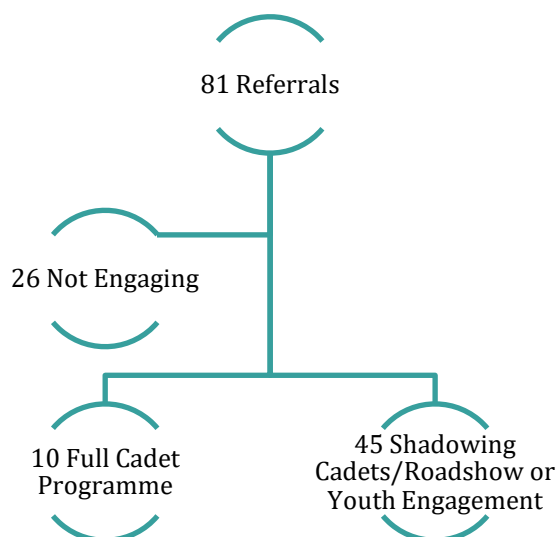 81 Referrals
26 Not Engaging
10 Full Cadet
Programme
45 Shadowing
Cadets/Roadshow or
Youth Engagement